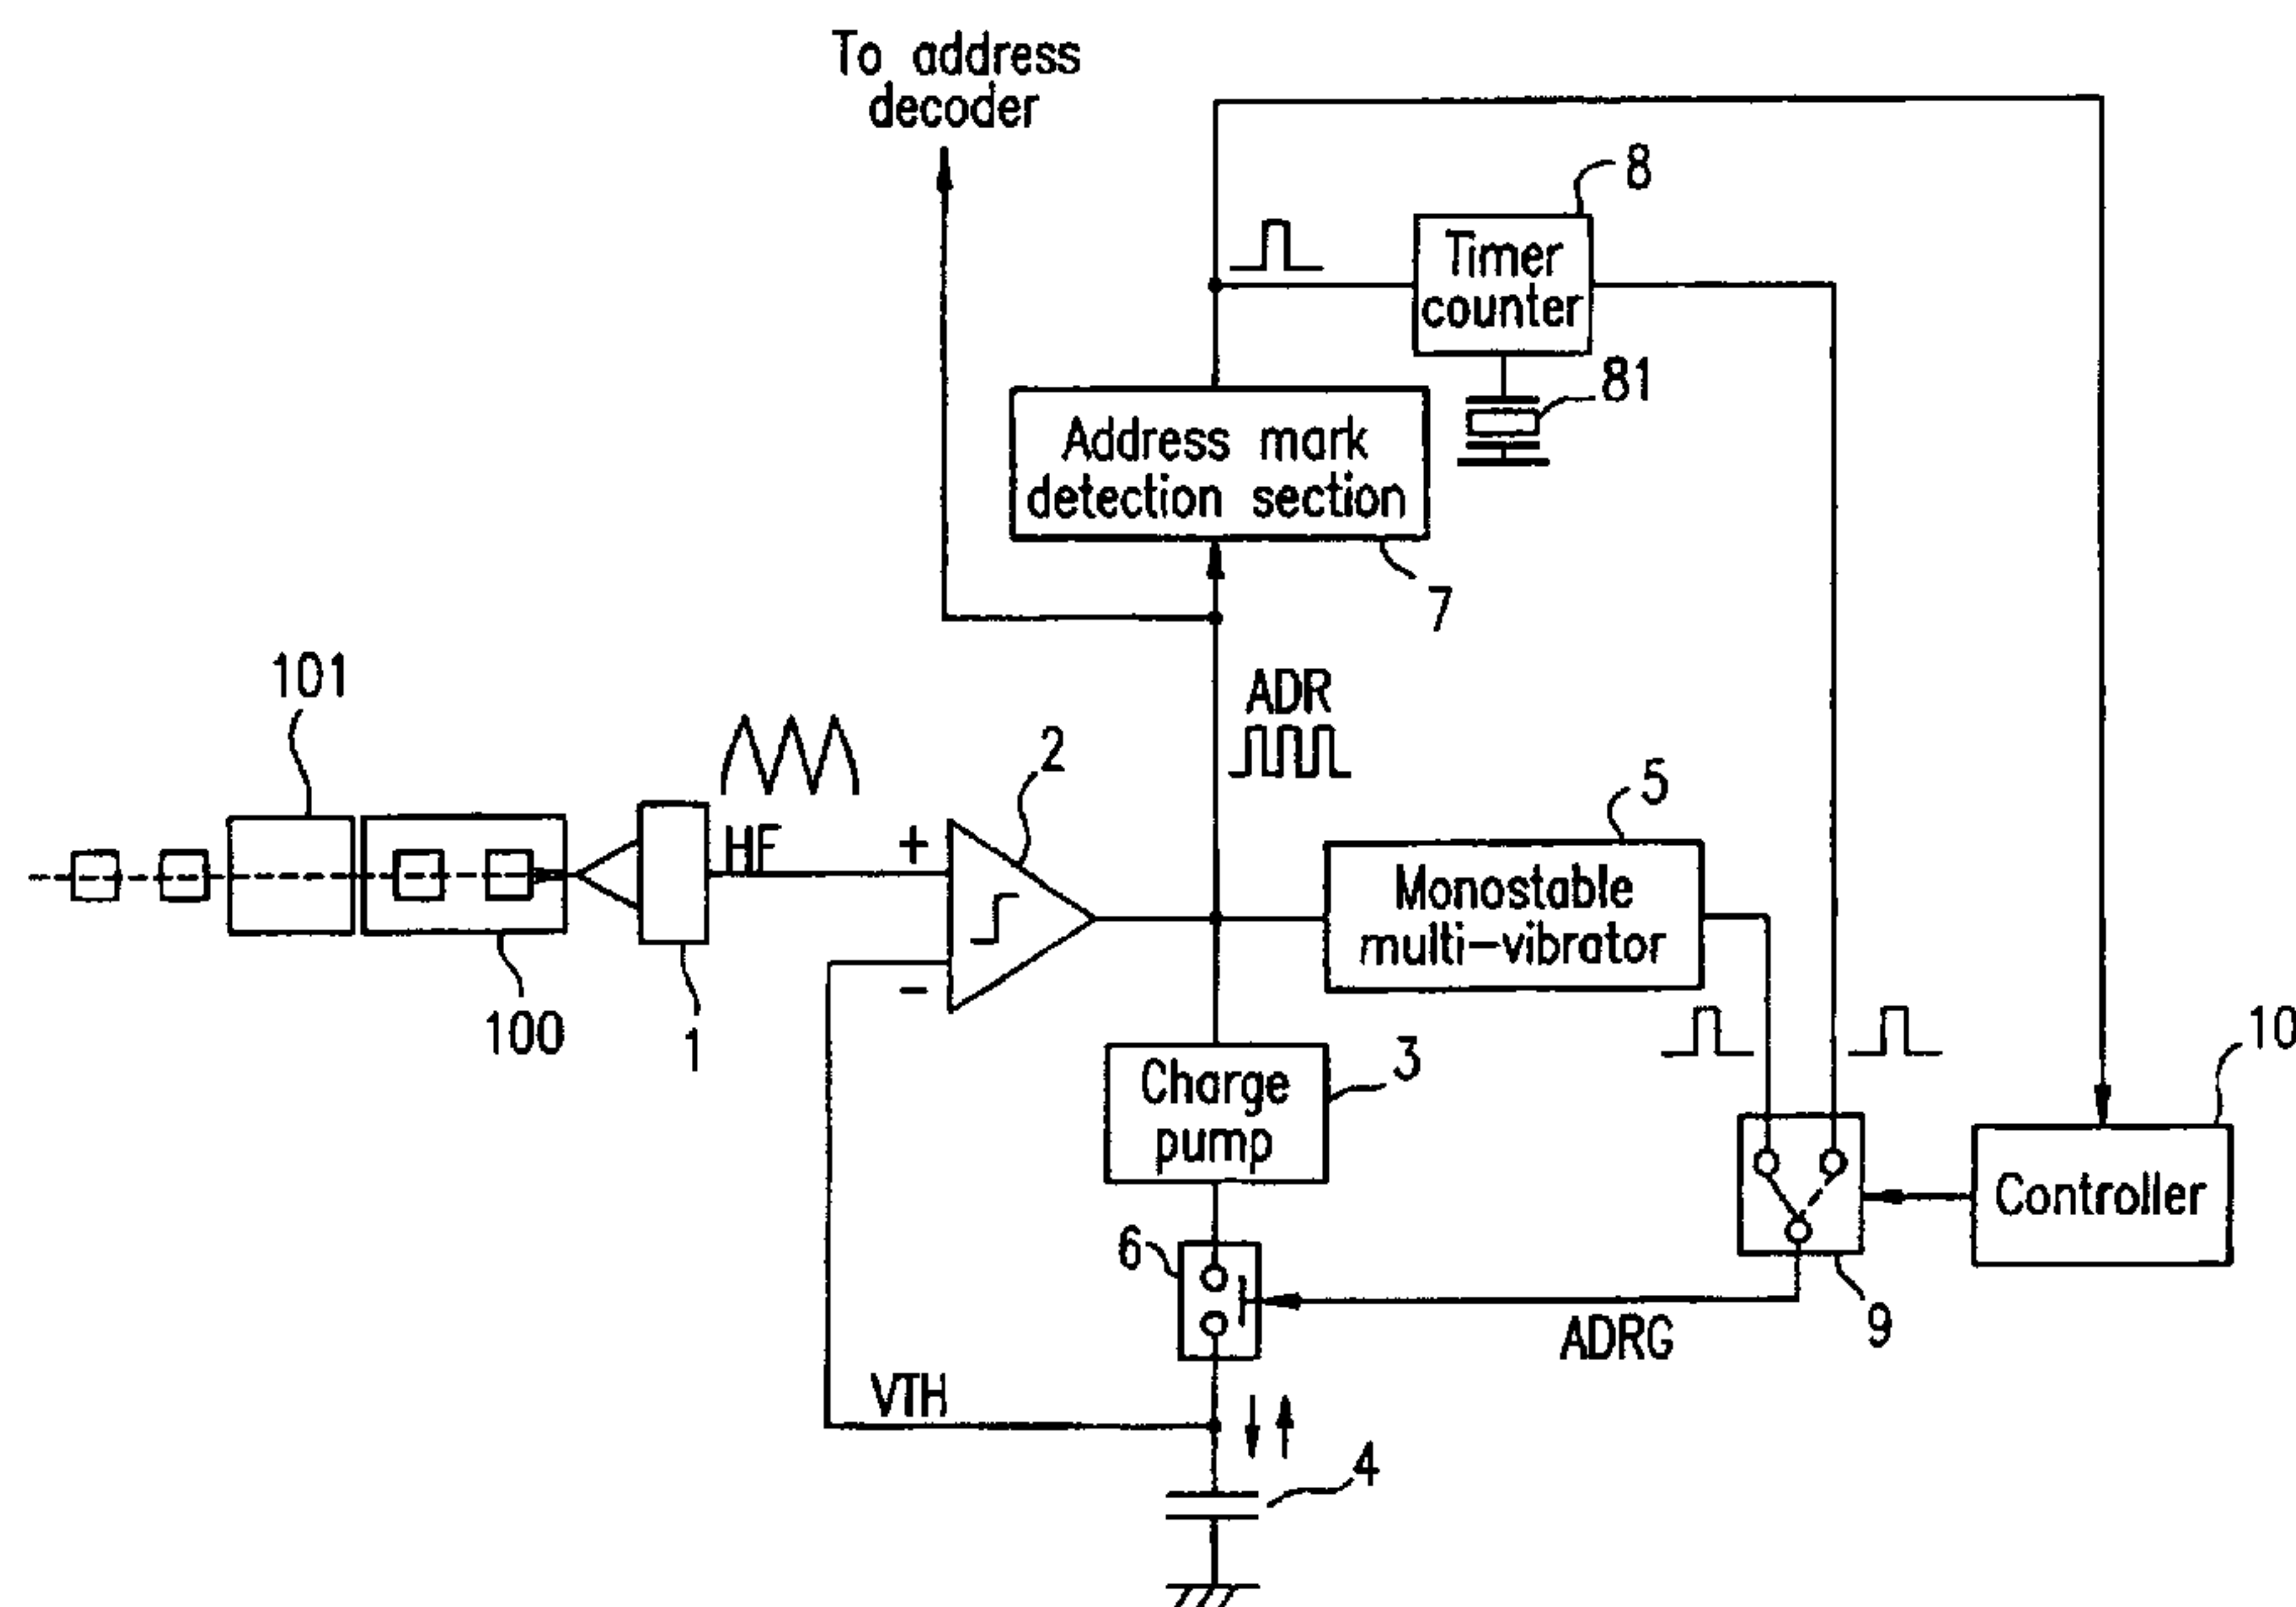 To address
decoder
8
Timer
counter
81
Address mark
detection section
7
101
ADR
2
5
HF
+
Monostable
multi-vibrator
-
100
1
10
Charge
pump
3
Controller
6
ADRG
9
VTH
4